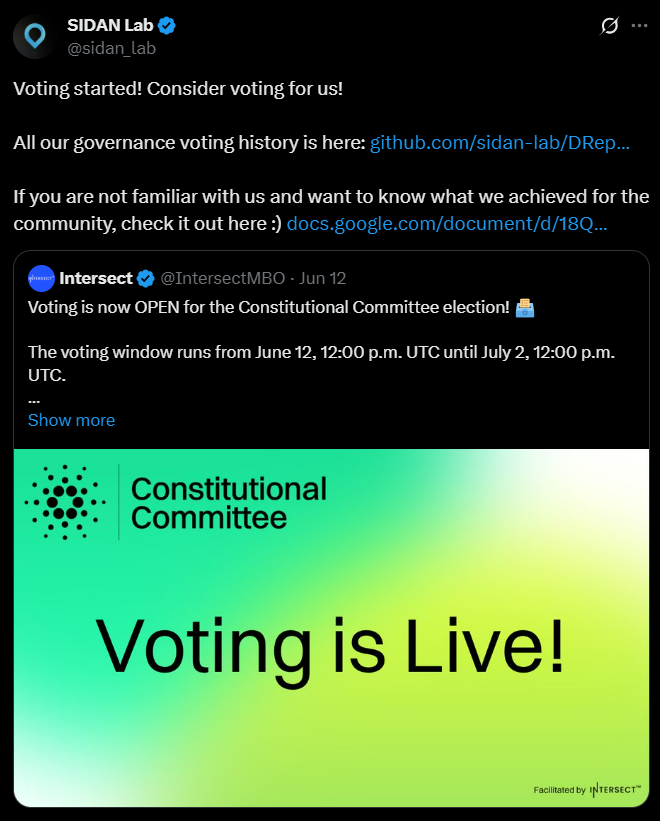 SIDAN Lab
@sidan_lab
Voting started! Consider voting for us!
All our governance voting history is here: github.com/sidan-lab/DRep...
If you are not familiar with us and want to know what we achieved for the
community, check it out here :) docs.google.com/document/d/18Q...
Intersect @IntersectMBO · Jun 12
Voting is now OPEN for the Constitutional Committee election! 🗳️
The voting window runs from June 12, 12:00 p.m. UTC until July 2, 12:00 p.m.
UTC.
...
Show more
Constitutional
Committee
Voting is Live!
Facilitated by INTERSECT™